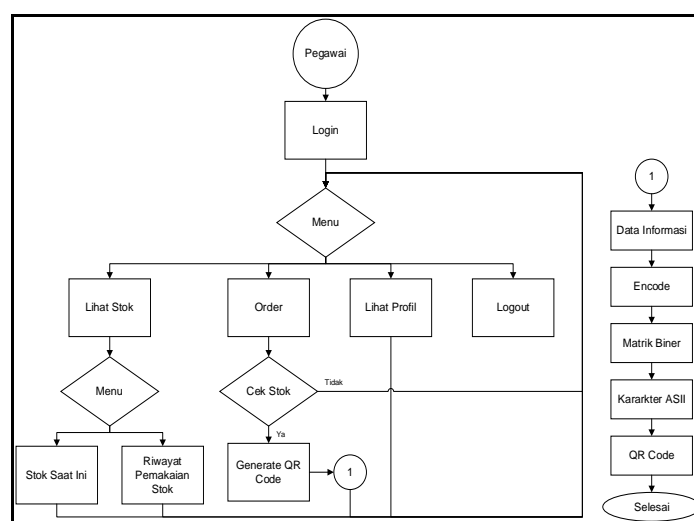 Pegawai
Login
Menu
Lihat Stok
Order
Lihat Profil
Logout
Menu
Cek Stok
Tidak
Ya
Stok Saat Ini
Riwayat
Pemakaian
Stok
Generate QR
Code
1
1
Data Informasi
Encode
Matrik Biner
Kararkter ASII
QR Code
Selesai